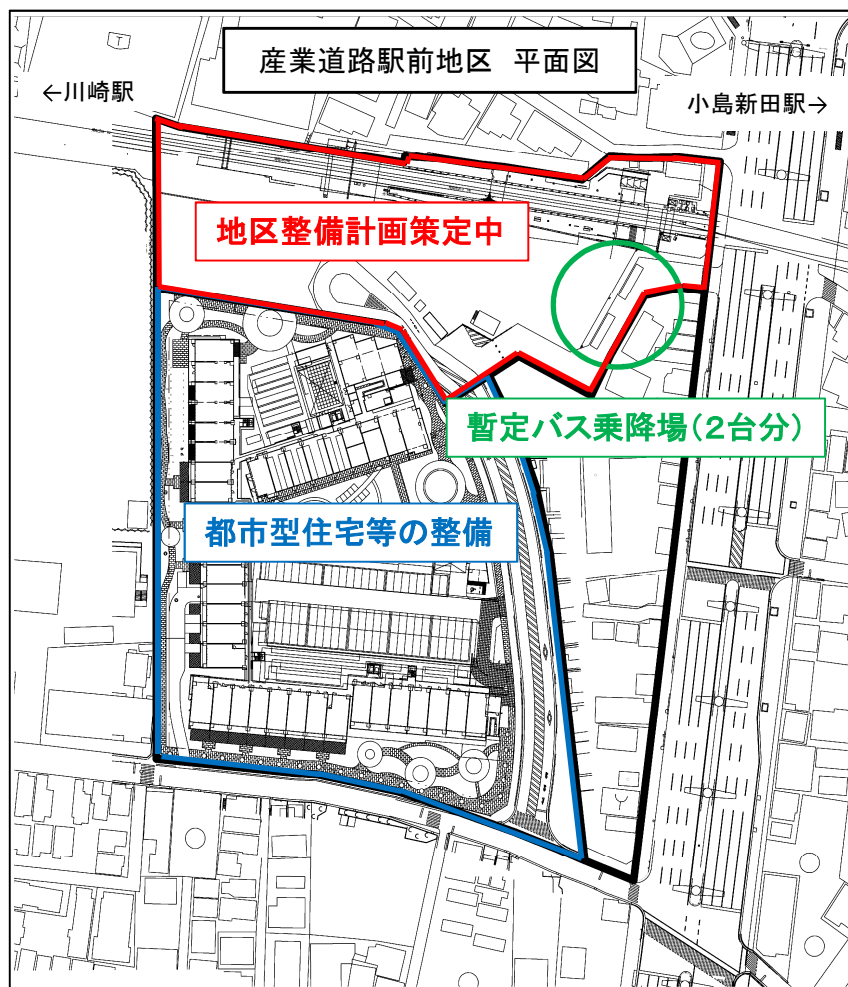 産業道路駅前地区 平面図
←川崎駅
小島新田駅→
地区整備計画策定中
暫定バス乗降場(2台分)
都市型住宅等の整備